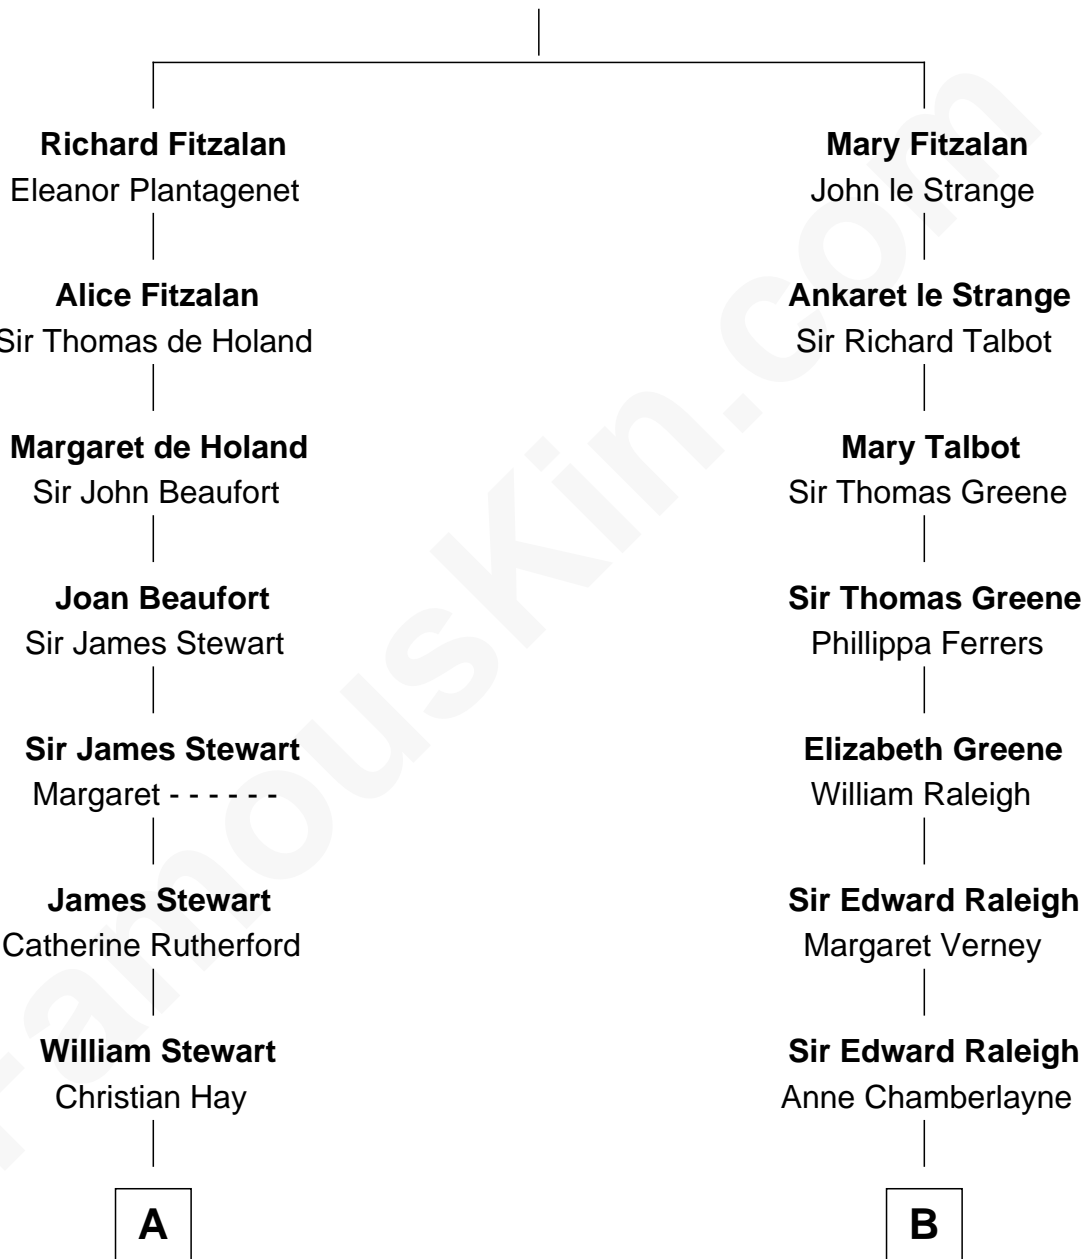 Richard Fitzalan
Eleanor Plantagenet
Alice Fitzalan
Sir Thomas de Holand
Margaret de Holand
Sir John Beaufort
Joan Beaufort
Sir James Stewart
Sir James Stewart
Margaret - - - - - -
James Stewart
Catherine Rutherford
William Stewart
Christian Hay
A
Mary Fitzalan
John le Strange
Ankaret le Strange
Sir Richard Talbot
Mary Talbot
Sir Thomas Greene
Sir Thomas Greene
Phillippa Ferrers
Elizabeth Greene
William Raleigh
Sir Edward Raleigh
Margaret Verney
Sir Edward Raleigh
Anne Chamberlayne
B
FamousKin.com